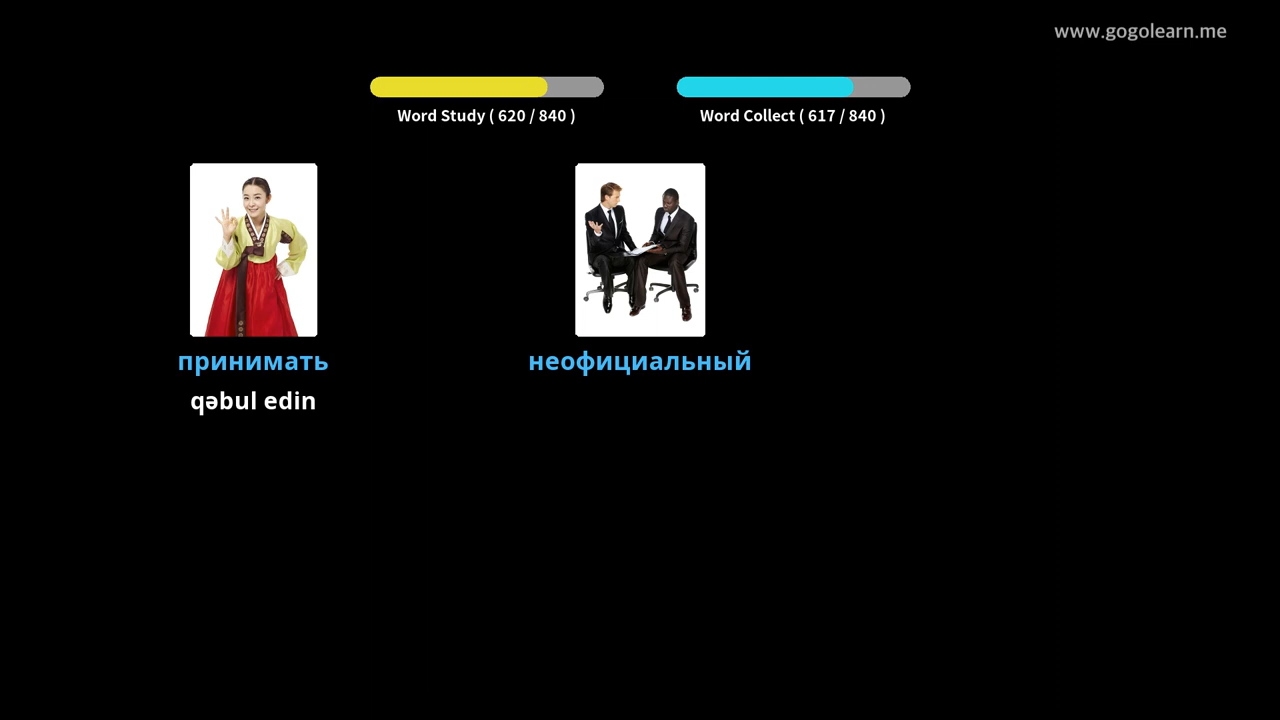 www.gogolearn.me
Word Study ( 620 / 840 )
Word Collect ( 617 / 840 )
принимать
неофициальный
qəbul edin